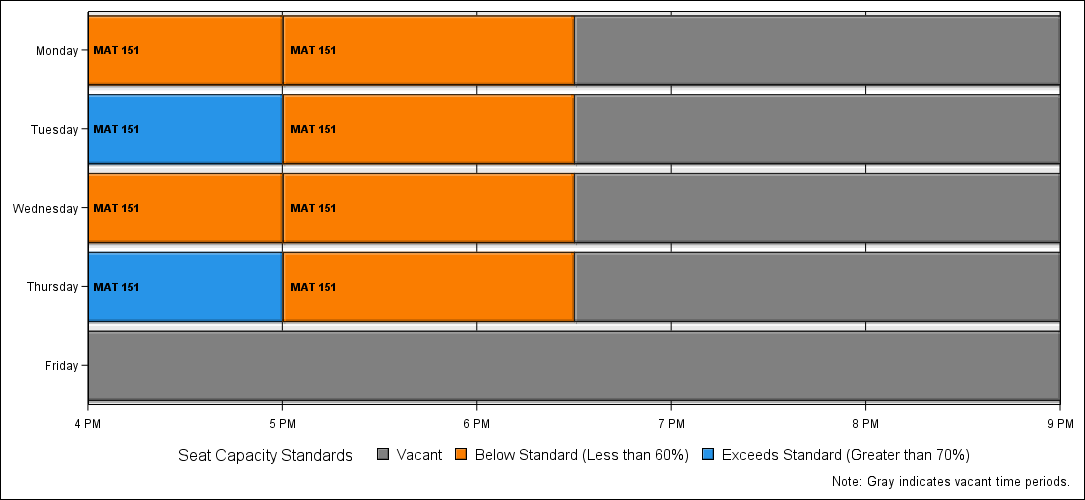 Monday MAT 151 MAT 151
Tuesday MAT 151 MAT 151
Wednesday MAT 151 MAT 151
Thursday MAT 151 MAT 151
Friday
4 PM 5 PM 6 PM 7 PM 8 PM 9 PM
Seat Capacity Standards Vacant Below Standard (Less than 60%) Exceeds Standard (Greater than 70%)
Note: Gray indicates vacant time periods.